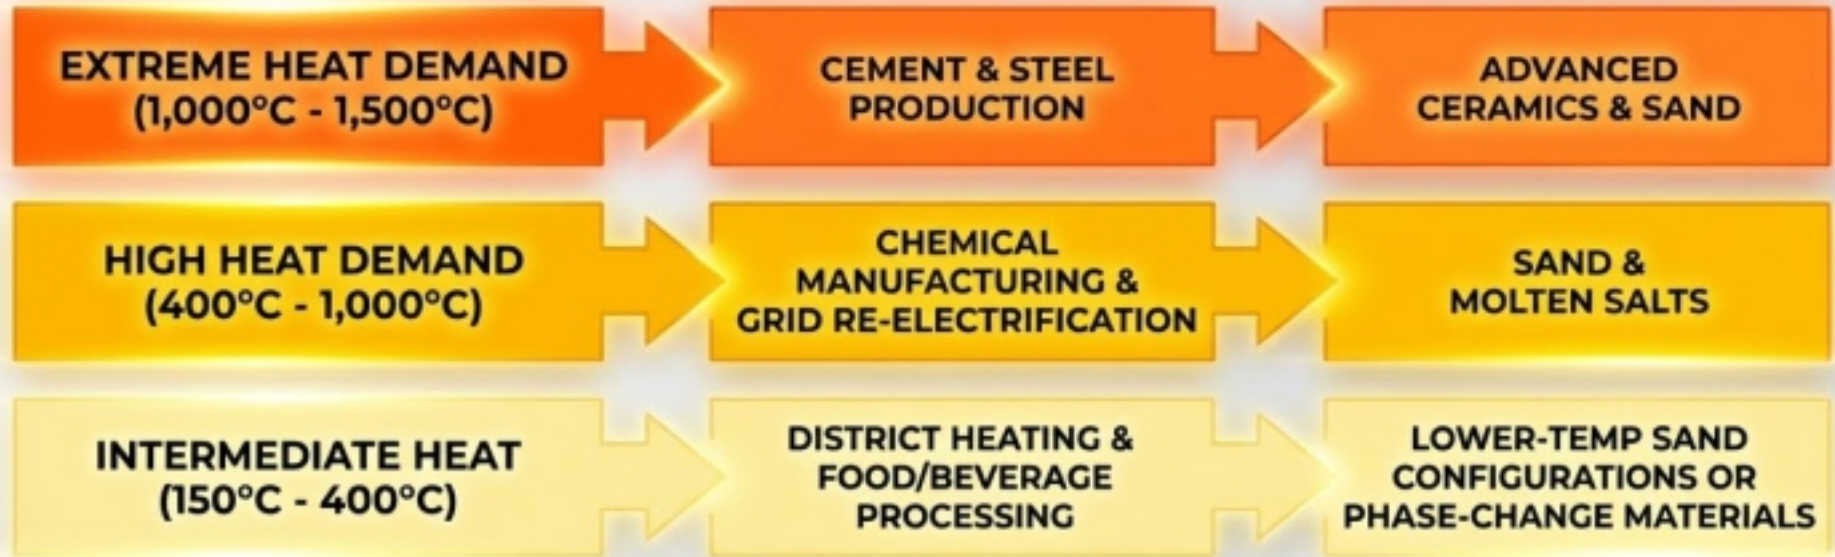 EXTREME HEAT DEMAND
(1,000°C - 1,500°C)
CEMENT & STEEL
PRODUCTION
ADVANCED
CERAMICS & SAND
HIGH HEAT DEMAND
(400°C - 1,000°C)
CHEMICAL
MANUFACTURING &
GRID RE-ELECTRIFICATION
SAND &
MOLTEN SALTS
INTERMEDIATE HEAT
(150°C - 400°C)
DISTRICT HEATING &
FOOD/BEVERAGE
PROCESSING
LOWER-TEMP SAND
CONFIGURATIONS OR
PHASE-CHANGE MATERIALS